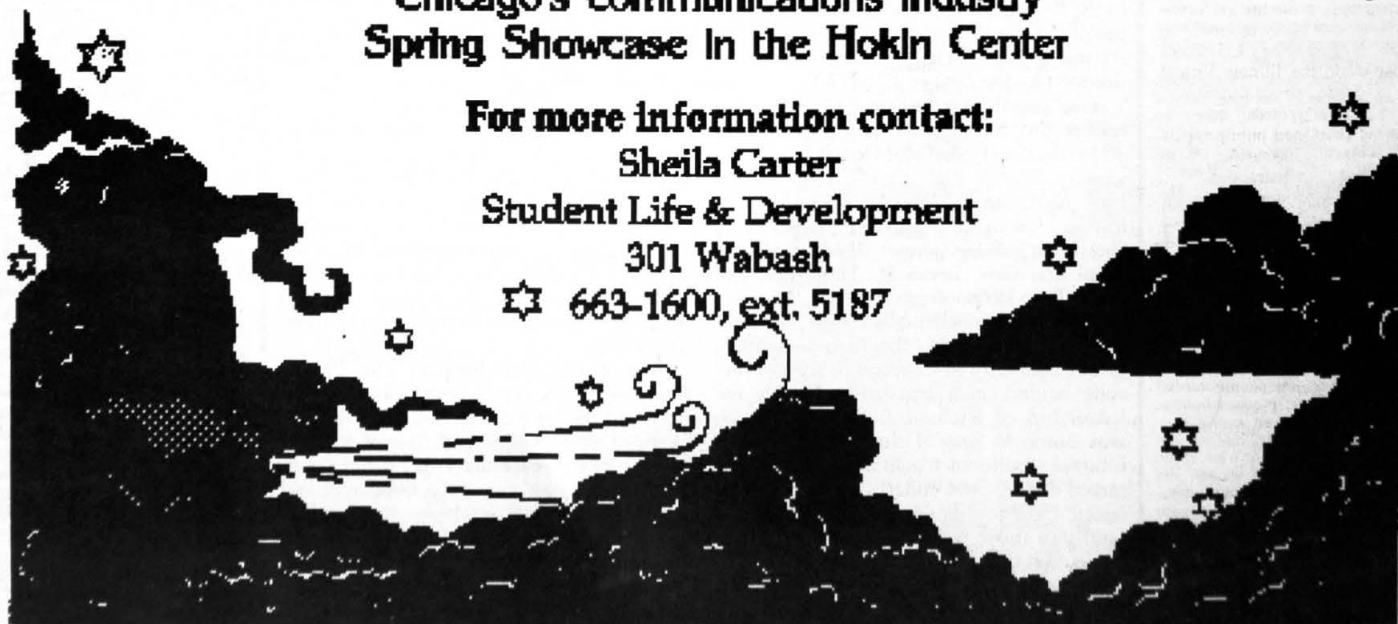 Chicago's communications industry
Spring Showcase in the Hokin Center
For more information contact:
Sheila Carter
Student Life & Development
301 Wabash
663-1600, ext. 5187